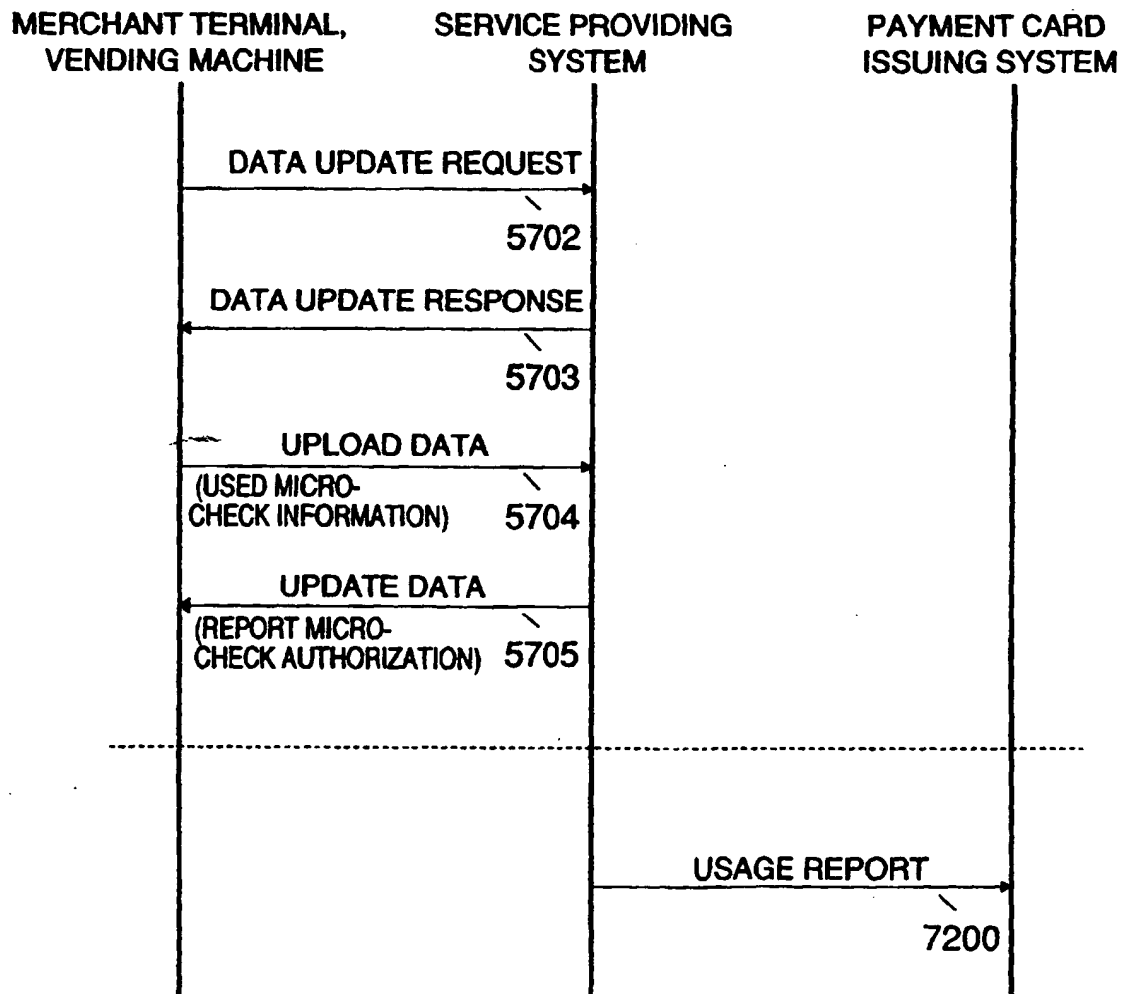 MERCHANT TERMINAL,
VENDING MACHINE
SERVICE PROVIDING
SYSTEM
PAYMENT CARD
ISSUING SYSTEM
DATA UPDATE REQUEST
5702
DATA UPDATE RESPONSE
5703
UPLOAD DATA
(USED MICRO-
CHECK INFORMATION)
5704
UPDATE DATA
(REPORT MICRO-
CHECK AUTHORIZATION)
5705
USAGE REPORT
7200